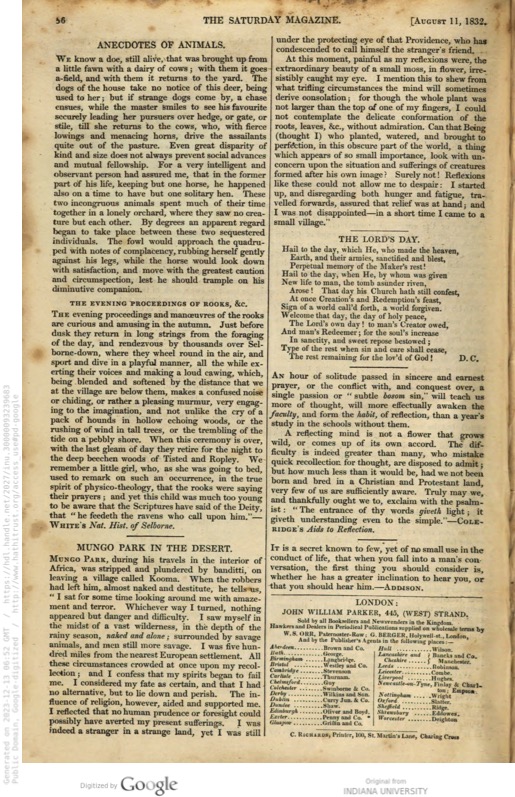 56
THE SATURDAY MAGAZINE.
[AUGUST 11, 1832.
ANECDOTES OF ANIMALS.
WE know a doe, still alive, that was brought up from
a little fawn with a dairy of cows; with them it goes
a-field, and with them it returns to the yard. The
dogs of the house take no notice of this deer, being
used to her; but if strange dogs come by, a chase
ensues, while the master smiles to see his favourite
securely leading her pursuers over hedge, or gate, or
stile, till she returns to the cows, who, with fierce
lowings and menacing horns, drive the assailants
quite out of the pasture. Even great disparity of
kind and size does not always prevent social advances
and mutual fellowship. For a very intelligent and
observant person had assured me, that in the former
part of his life, keeping but one horse, he happened
also on a time to have but one solitary hen. These
two incongruous animals spent much of their time
together in a lonely orchard, where they saw no crea-
ture but each other. By degrees an apparent regard
began to take place between these two sequestered
individuals. The fowl would approach the quadru-
ped with notes of complacency, rubbing herself gently
against his legs, while the horse would look down
with satisfaction, and move with the greatest caution
and circumspection, lest he should trample on his
diminutive companion.
THE EVENING PROCEEDINGS OF ROOKS, &c.
THE evening proceedings and manœuvres of the rooks
are curious and amusing in the autumn. Just before
dusk they return in long strings from the foraging
of the day, and rendezvous by thousands over Sel-
borne-down, where they wheel round in the air, and
sport and dive in a playful manner, all the while ex-
erting their voices and making a loud cawing, which,
being blended and softened by the distance that we
at the village are below them, makes a confused noise
or chiding, or rather a pleasing murmur, very engag-
ing to the imagination, and not unlike the cry of a
pack of hounds in hollow echoing woods, or the
rushing of wind in tall trees, or the trembling of the
tide on a pebbly shore. When this ceremony is over,
with the last gleam of day they retire for the night to
the deep beechen woods of Tisted and Ropley. We
remember a little girl, who, as she was going to bed,
used to remark on such an occurrence, in the true
spirit of physico-theology, that the rooks were saying
their prayers; and yet this child was much too young
to be aware that the Scriptures have said of the Deity,
that "he feedeth the ravens who call upon him."—
WHITE'S Nat. Hist. of Selborne.
MUNGO PARK IN THE DESERT.
MUNGO PARK, during his travels in the interior of
Africa, was stripped and plundered by banditti, on
leaving a village called Kooma. When the robbers
had left him, almost naked and destitute, he tells us,
"I sat for some time looking around me with amaze-
ment and terror. Whichever way I turned, nothing
appeared but danger and difficulty. I saw myself in
the midst of a vast wilderness, in the depth of the
rainy season, naked and alone; surrounded by savage
animals, and men still more savage. I was five hun-
dred miles from the nearest European settlement. All
these circumstances crowded at once upon my recol-
lection; and I confess that my spirits began to fail
me. I considered my fate as certain, and that I had
no alternative, but to lie down and perish. The in-
fluence of religion, however, aided and supported me.
I reflected that no human prudence or foresight could
possibly have averted my present sufferings. I was
indeed a stranger in a strange land, yet I was still
under the protecting eye of that Providence, who has
condescended to call himself the stranger's friend.
At this moment, painful as my reflections were, the
extraordinary beauty of a small moss, in flower, irre-
sistibly caught my eye. I mention this to shew from
what trifling circumstances the mind will sometimes
derive consolation; for though the whole plant was
not larger than the top of one of my fingers, I could
not contemplate the delicate conformation of the
roots, leaves, &c., without admiration. Can that Being
(thought I) who planted, watered, and brought to
perfection, in this obscure part of the world, a thing
which appears of so small importance, look with un-
concern upon the situation and sufferings of creatures
formed after his own image? Surely not! Reflections
like these could not allow me to despair: I started
up, and disregarding both hunger and fatigue, tra-
velled forwards, assured that relief was at hand; and
I was not disappointed—in a short time I came to a
small village."
THE LORD'S DAY.
Hail to the day, which He, who made the heaven,
Earth, and their armies, sanctified and blest,
Perpetual memory of the Maker's rest!
Hail to the day, when He, by whom was given
New life to man, the tomb asunder riven,
Arose! That day his Church hath still confest,
At once Creation's and Redemption's feast,
Sign of a world call'd forth, a world forgiven.
Welcome that day, the day of holy peace,
The Lord's own day! to man's Creator owed,
And man's Redeemer; for the soul's increase
In sanctity, and sweet repose bestowed;
Type of the rest when sin and care shall cease,
The rest remaining for the lov'd of God! D. C.
AN hour of solitude passed in sincere and earnest
prayer, or the conflict with, and conquest over, a
single passion or "subtle bosom sin," will teach us
more of thought, will more effectually awaken the
faculty, and form the habit, of reflection, than a year's
study in the schools without them.
A reflecting mind is not a flower that grows
wild, or comes up of its own accord. The dif-
ficulty is indeed greater than many, who mistake
quick recollection for thought, are disposed to admit;
but how much less than it would be, had we not been
born and bred in a Christian and Protestant land,
very few of us are sufficiently aware. Truly may we,
and thankfully ought we to, exclaim with the psalm-
ist: "The entrance of thy words giveth light; it
giveth understanding even to the simple."—COLE-
RIDGE'S Aids to Reflection.
IT is a secret known to few, yet of no small use in the
conduct of life, that when you fall into a man's con-
versation, the first thing you should consider is,
whether he has a greater inclination to hear you, or
that you should hear him.—ADDISON.
LONDON:
JOHN WILLIAM PARKER, 445, (WEST) STRAND.
Sold by all Booksellers and Newsvenders in the Kingdom.
Hawkers and Dealers in Periodical Publications supplied on wholesale terms by
W. S. ORR, Paternoster-Row; G. BERGER, Holywell-st., London,
And by the Publisher's Agents in the following places:—
Aberdeen Brown and Co.
Bath George.
Birmingham Langbridge.
Bristol Westley and Co.
Cambridge Stevenson.
Carlisle Thurnam.
Chelmsford Guy
Colchester Swinborne & Co.
Derby Wilkins and Son.
Dublin Curry Jun. & Co.
Dundee Shaw.
Edinburgh Oliver and Boyd.
Exeter Penny and Co.
Glasgow Griffin and Co.
Hull Wilson.
Lancashire and Cheshire Bancks and Co. Manchester.
Leeds Robinson.
Leicester Combe.
Liverpool Hughes.
Newcastle-on-Tyne, Finlay & Charl-
ton; Empson.
Nottingham Wright
Oxford Slatter.
Sheffield Ridge.
Shrewsbury Eddowes.
Worcester Deighton.
C. RICHARDS, Printer, 100, St. Martin's Lane, Charing Cross
Generated on 2023-12-13 06:52 GMT / https://hdl.handle.net/2027/inu.30000093239683
Public Domain, Google-digitized / http://www.hathitrust.org/access_use#pd-google
Digitized by Google
Original from
INDIANA UNIVERSITY